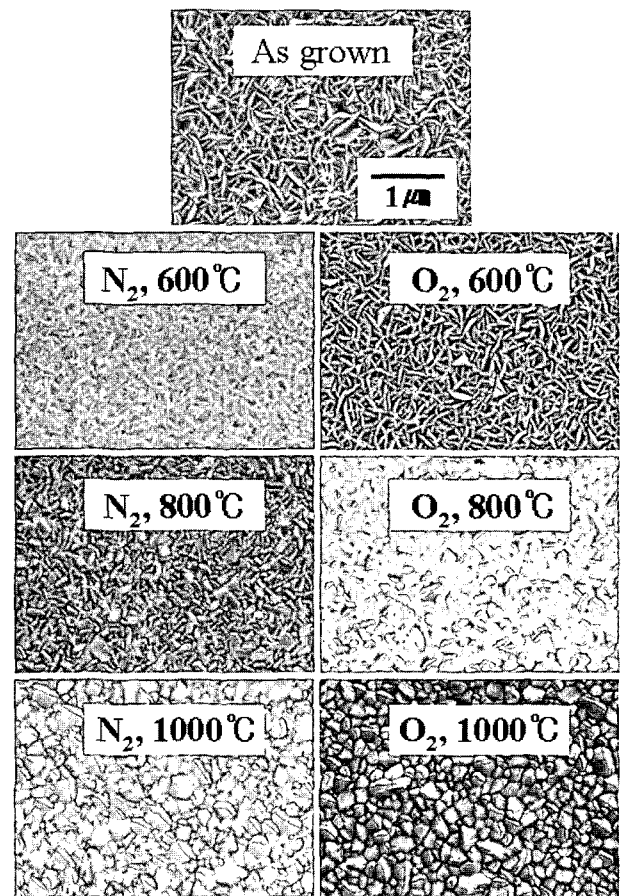 As grown
1㎛
N₂, 600℃
O₂, 600℃
N₂, 800℃
O₂, 800℃
N₂, 1000℃
O₂, 1000℃